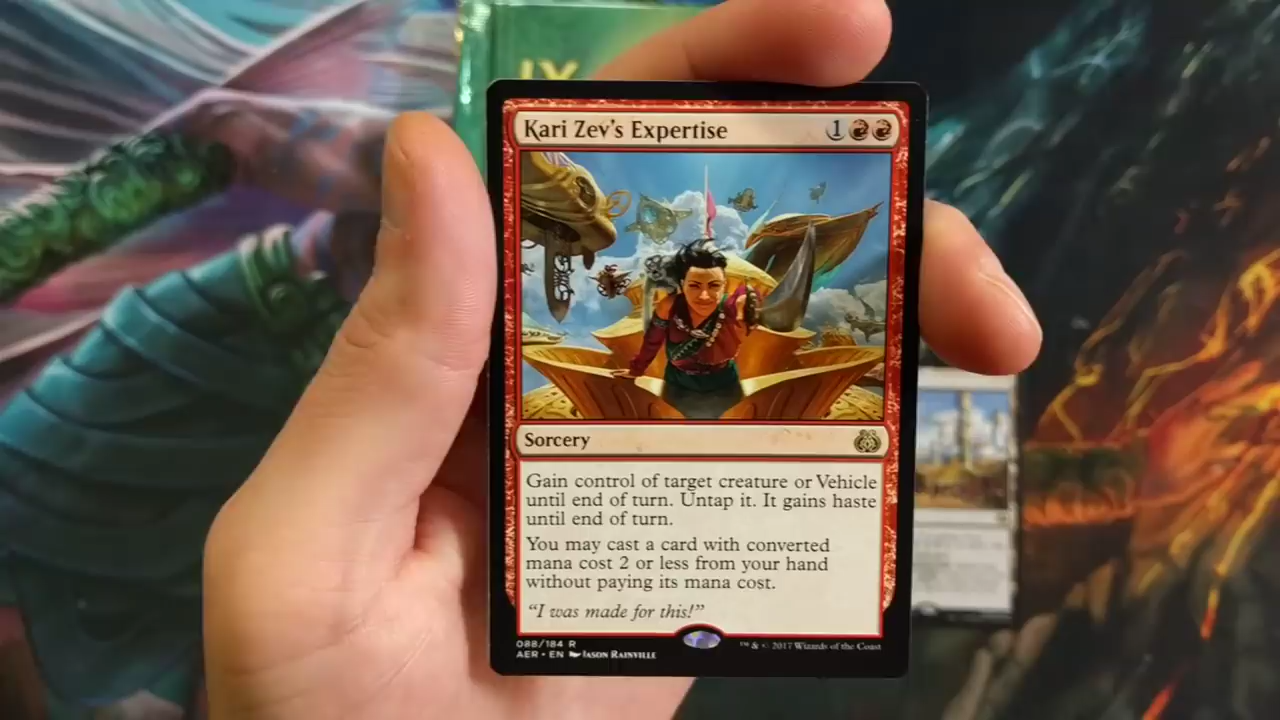 IX
Kari Zev's Expertise 1
Sorcery
Gain control of target creature or Vehicle
until end of turn. Untap it. It gains haste
until end of turn.
You may cast a card with converted
mana cost 2 or less from your hand
without paying its mana cost.
"I was made for this!"
088/184 R
AER • EN JASON RAINVILLE
™ & © 2017 Wizards of the Coast